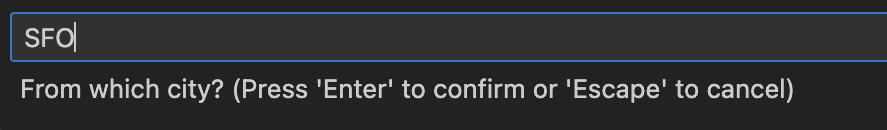 SFO
From which city? (Press 'Enter' to confirm or 'Escape' to cancel)